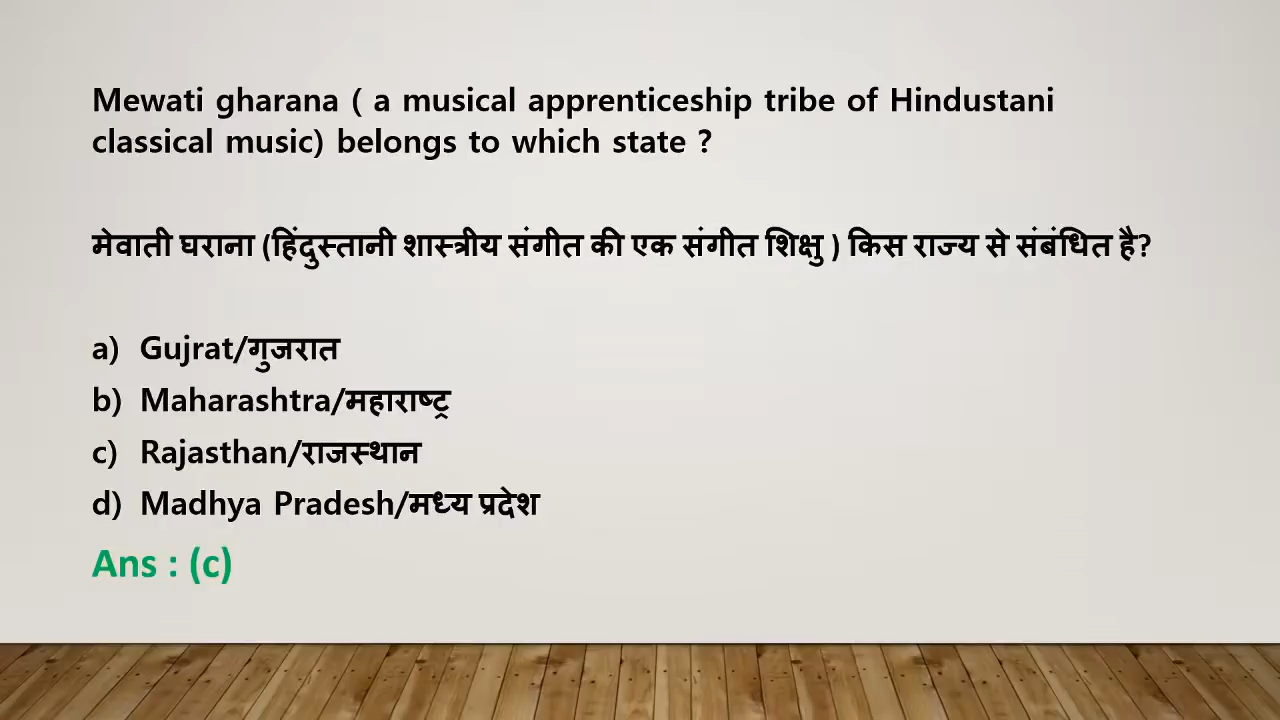 Mewati gharana ( a musical apprenticeship tribe of Hindustani
classical music) belongs to which state ?
मेवाती घराना (हिंदुस्तानी शास्त्रीय संगीत की एक संगीत शिक्षु ) किस राज्य से संबंधित है?
a) Gujrat/गुजरात
b) Maharashtra/महाराष्ट्र
c) Rajasthan/राजस्थान
d) Madhya Pradesh/मध्य प्रदेश
Ans : (c)